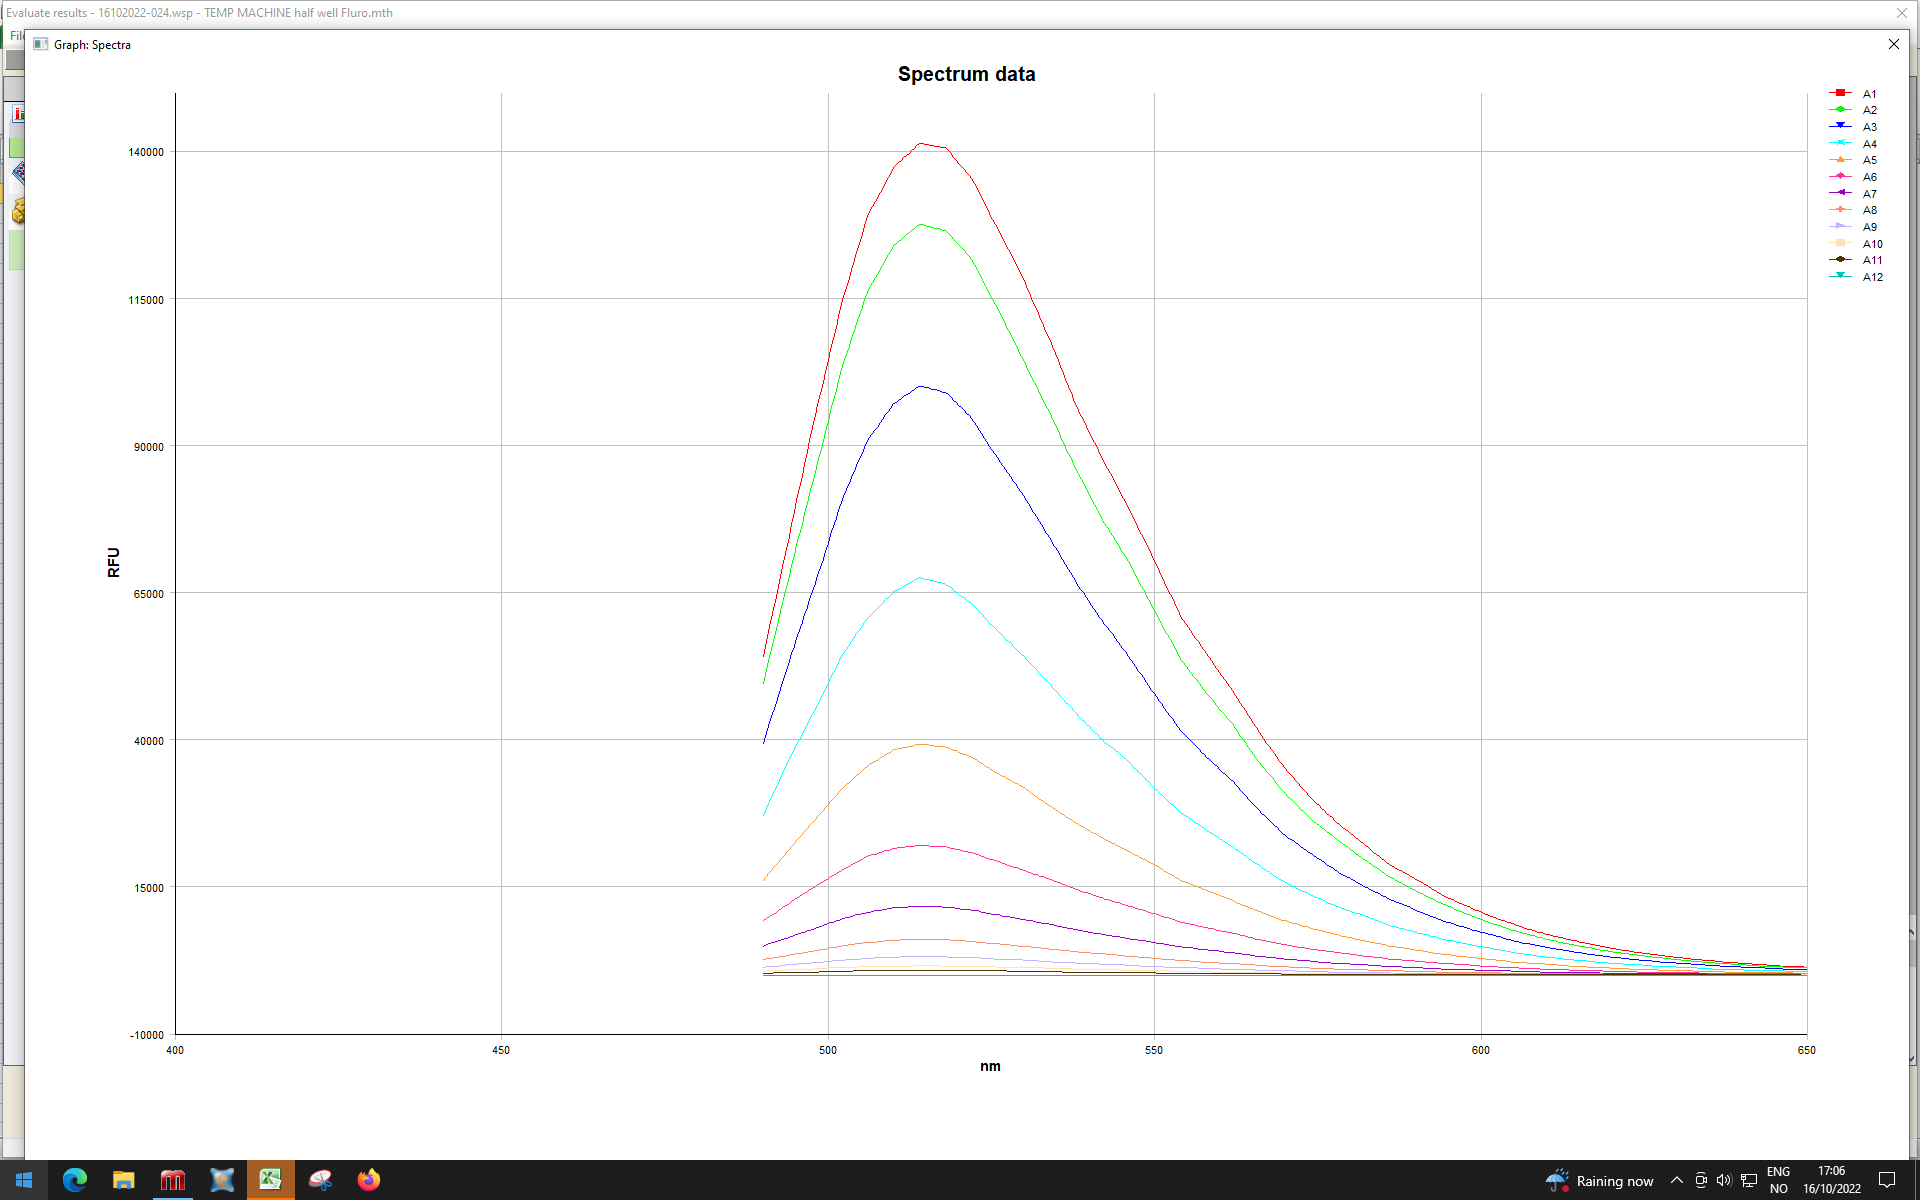 Evaluate results - 16102022-024.wsp - TEMP MACHINE half well Fluro.mth
Graph: Spectra
Spectrum data
A1
A2
A3
A4
A5
A6
A7
A8
A9
A10
A11
A12
140000
115000
90000
65000
40000
15000
-10000
RFU
400 450 500 550 600 650
nm
Raining now
ENG
NO
17:06
16/10/2022